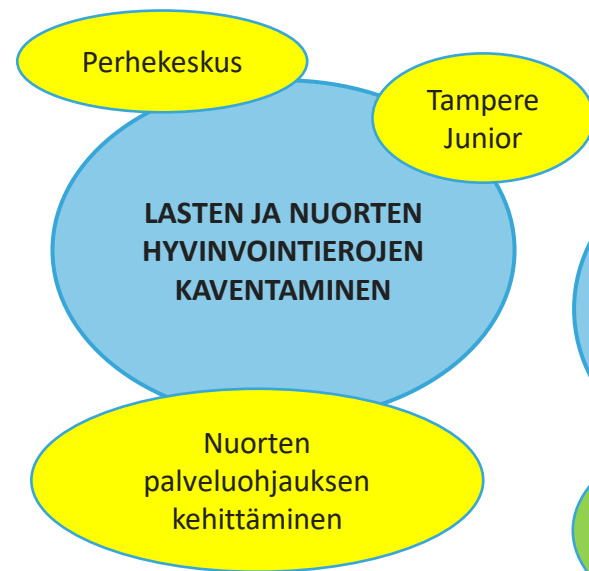 Perhekeskus
Tampere
Junior
LASTEN JA NUORTEN
HYVINVOINTIEROJEN
KAVENTAMINEN
Nuorten
palveluohjauksen
kehittäminen